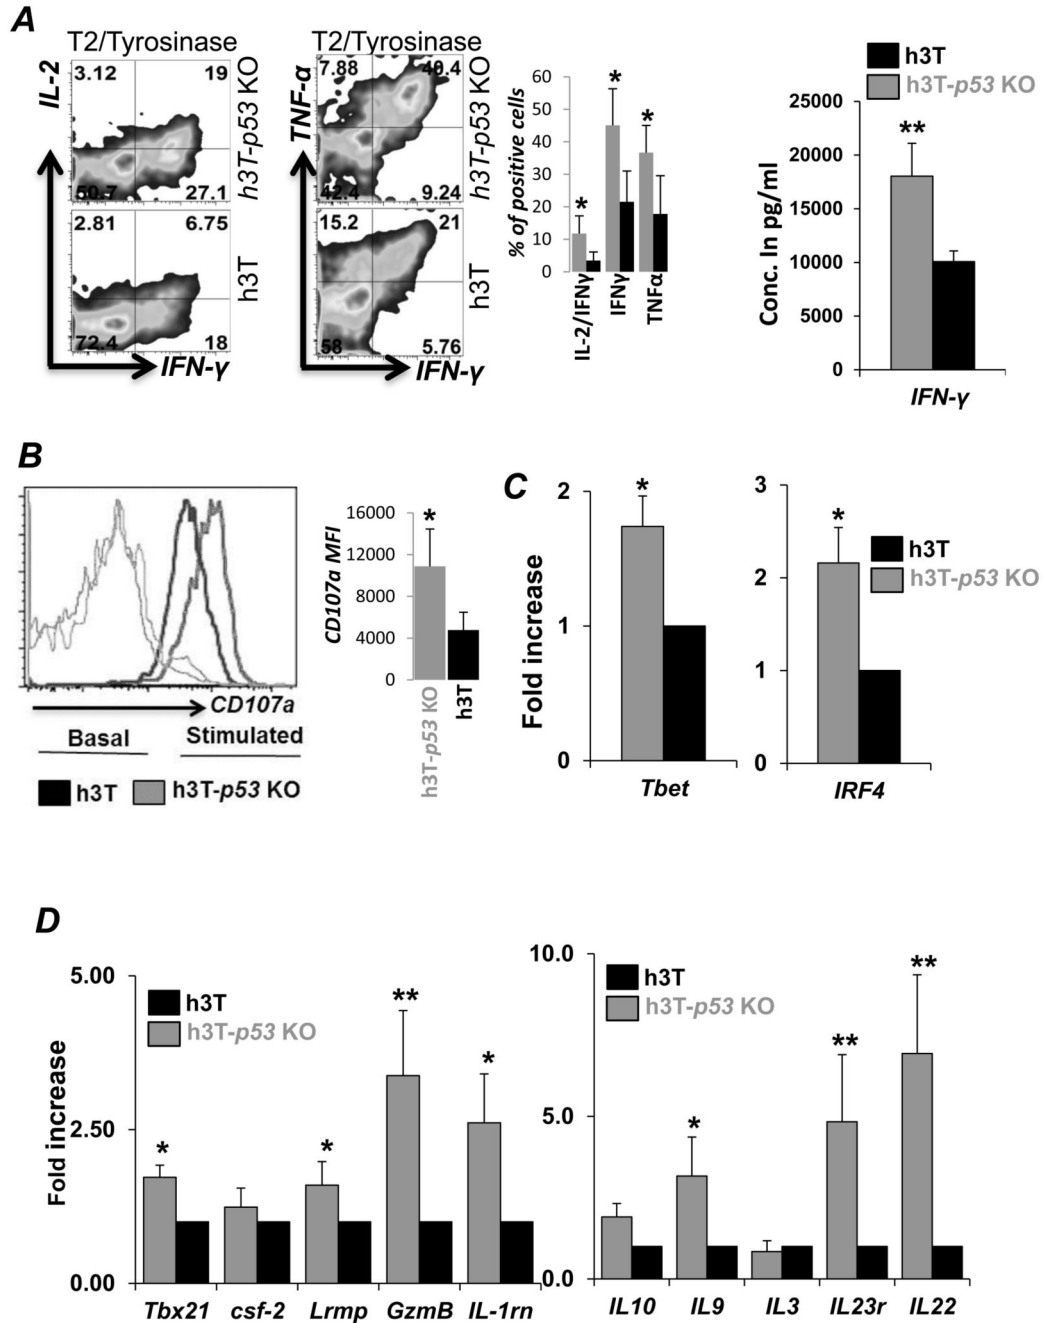 A
T2/Tyrosinase
T2/Tyrosinase
IL-2
3.12
19
50.7
27.1
h3T-p53 KO
2.81
6.75
72.4
18
h3T
IFN-γ
TNF-α
7.88
40.4
42.4
9.24
h3T-p53 KO
15.2
21
58
5.76
h3T
IFN-γ
% of positive cells
60
50
40
30
20
10
0
*
*
*
IL-2/IFNγ
IFNγ
TNFα
h3T
h3T-p53 KO
Conc. In pg/ml
25000
20000
15000
10000
5000
0
**
IFN-γ
B
CD107a
Basal
Stimulated
h3T
h3T-p53 KO
CD107a MFI
16000
12000
8000
4000
0
*
h3T-p53 KO
h3T
C
Fold increase
2
1
0
*
Tbet
3
2
1
0
*
h3T
h3T-p53 KO
IRF4
D
Fold increase
5.00
2.50
0.00
h3T
h3T-p53 KO
*
*
**
*
Tbx21
csf-2
Lrmp
GzmB
IL-1rn
10.0
5.0
0.0
h3T
h3T-p53 KO
*
**
**
IL10
IL9
IL3
IL23r
IL22